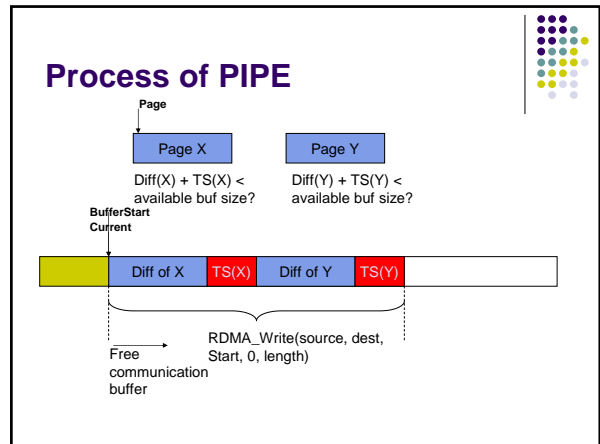 Process of PIPE
Page
Page X
Page Y
Diff(X) + TS(X) <
available buf size?
Diff(Y) + TS(Y) <
available buf size?
BufferStart
Current
Diff of X
TS(X)
Diff of Y
TS(Y)
RDMA_Write(source, dest,
Start, 0, length)
Free
communication
buffer